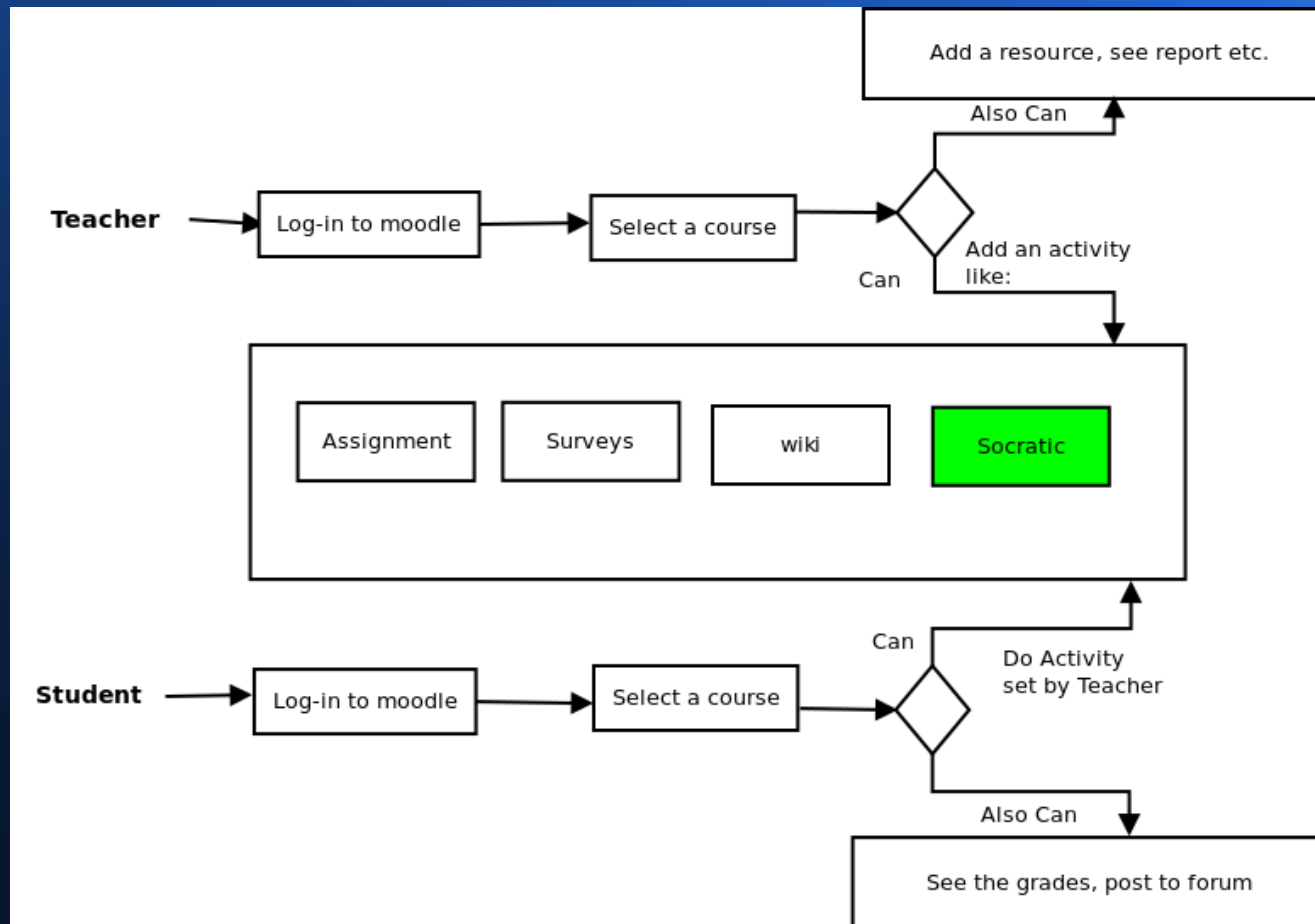 Add a resource, see report etc.
Also Can
Teacher
Log-in to moodle
Select a course
Can
Add an activity
like:
Assignment
Surveys
wiki
Socratic
Can
Do Activity
set by Teacher
Student
Log-in to moodle
Select a course
Also Can
See the grades, post to forum